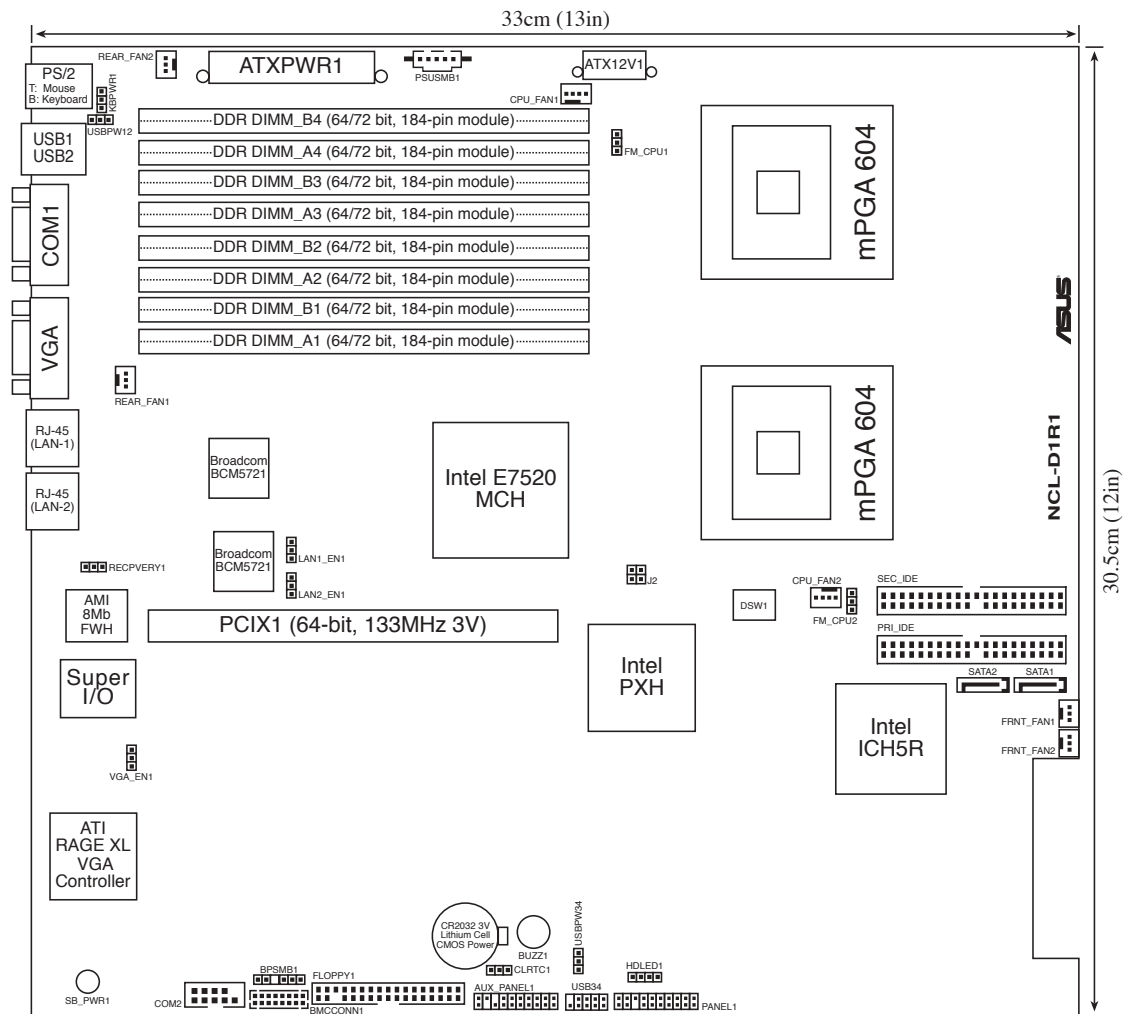 33cm (13in)
REAR_FAN2
ATXPWR1
PSUSMB1
ATX12V1
PS/2
T: Mouse
B: Keyboard
KBPWR1
USBPW12
CPU_FAN1
USB1
USB2
FM_CPU1
DDR DIMM_B4 (64/72 bit, 184-pin module)
DDR DIMM_A4 (64/72 bit, 184-pin module)
DDR DIMM_B3 (64/72 bit, 184-pin module)
DDR DIMM_A3 (64/72 bit, 184-pin module)
DDR DIMM_B2 (64/72 bit, 184-pin module)
DDR DIMM_A2 (64/72 bit, 184-pin module)
DDR DIMM_B1 (64/72 bit, 184-pin module)
DDR DIMM_A1 (64/72 bit, 184-pin module)
mPGA 604
COM1
VGA
ASUS
REAR_FAN1
mPGA 604
RJ-45
(LAN-1)
RJ-45
(LAN-2)
Broadcom
BCM5721
Intel E7520
MCH
NCL-D1R1
30.5cm (12in)
Broadcom
BCM5721
LAN1_EN1
LAN2_EN1
RECPVERY1
J2
DSW1
CPU_FAN2
FM_CPU2
SEC_IDE
PRI_IDE
AMI
8Mb
FWH
PCIX1 (64-bit, 133MHz 3V)
Super
I/O
Intel
PXH
SATA2
SATA1
Intel
ICH5R
FRNT_FAN1
FRNT_FAN2
VGA_EN1
ATI
RAGE XL
VGA
Controller
CR2032 3V
Lithium Cell
CMOS Power
BUZZ1
USBPW34
CLRTC1
HDLED1
SB_PWR1
COM2
BPSMB1
FLOPPY1
BMCCONN1
AUX_PANEL1
USB34
PANEL1